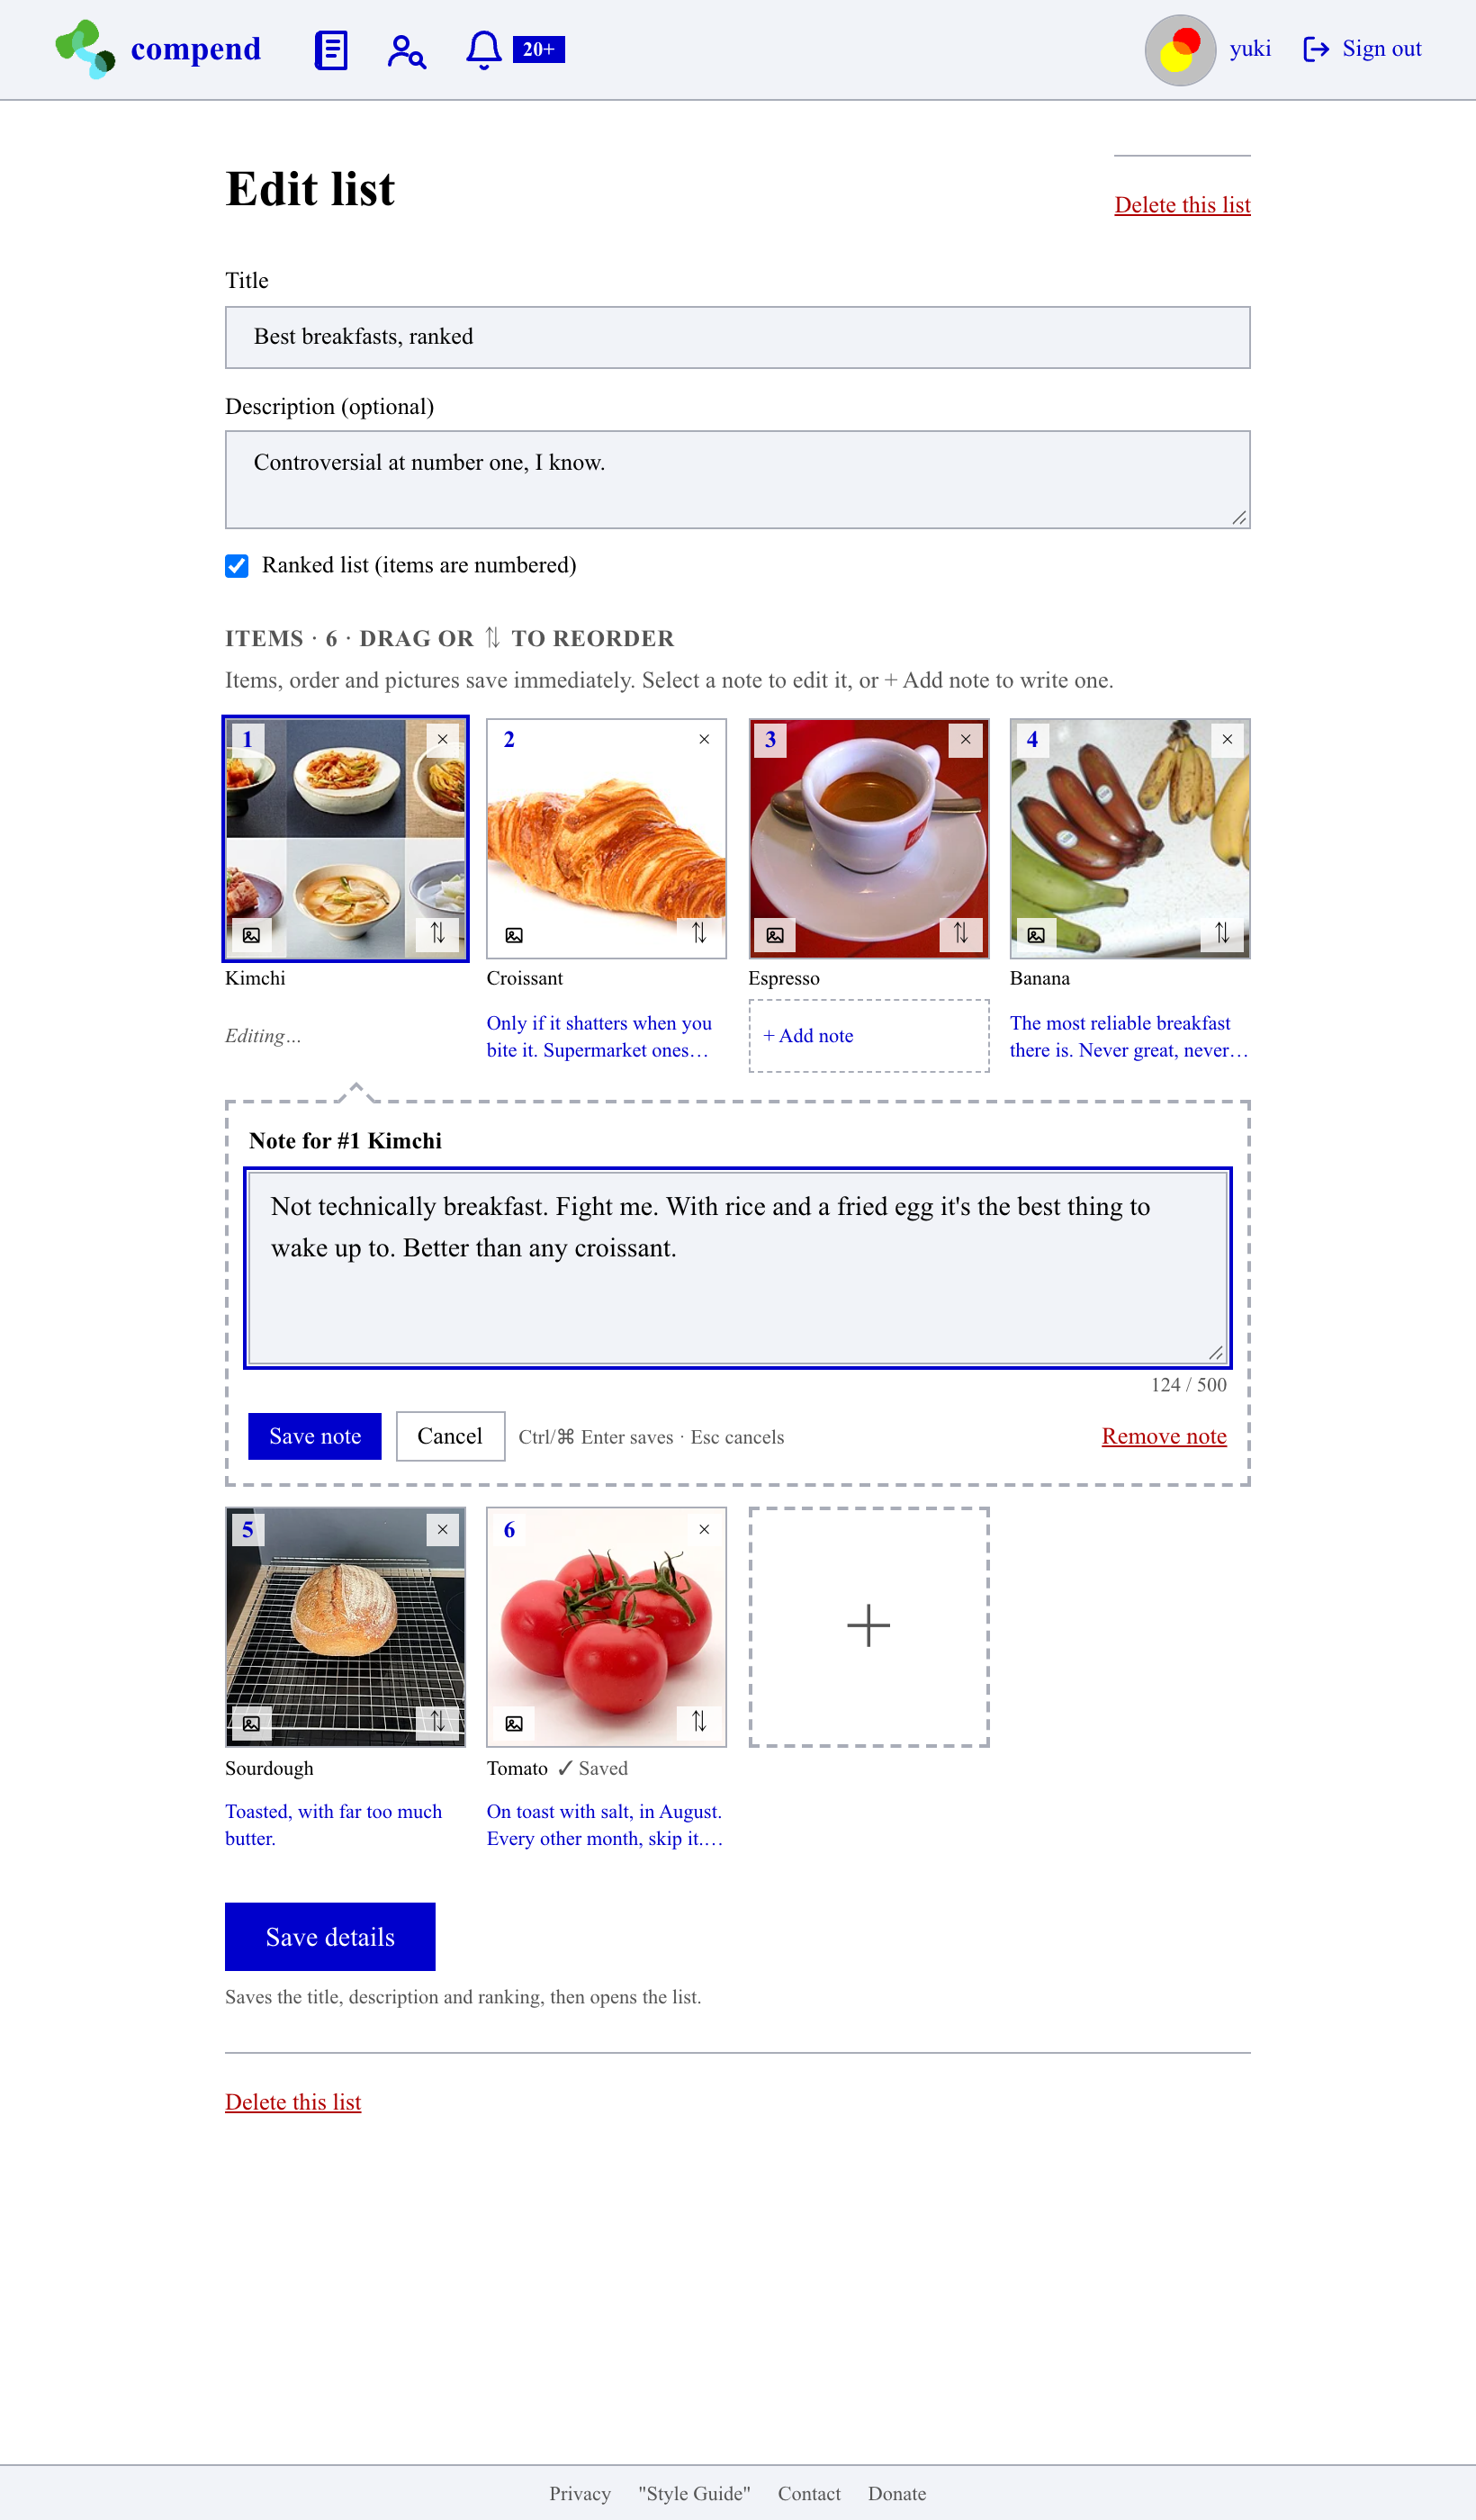 compend
20+
yuki
Sign out
Edit list
Delete this list
Title
Best breakfasts, ranked
Description (optional)
Controversial at number one, I know.
Ranked list (items are numbered)
ITEMS · 6 · DRAG OR ⇅ TO REORDER
Items, order and pictures save immediately. Select a note to edit it, or + Add note to write one.
1 ×
2 ×
3 ×
4 ×
Kimchi
Croissant
Espresso
Banana
Editing…
Only if it shatters when you
bite it. Supermarket ones…
+ Add note
The most reliable breakfast
there is. Never great, never…
Note for #1 Kimchi
Not technically breakfast. Fight me. With rice and a fried egg it's the best thing to
wake up to. Better than any croissant.
124 / 500
Save note
Cancel
Ctrl/⌘ Enter saves · Esc cancels
Remove note
5 ×
6 ×
Sourdough
Tomato ✓ Saved
Toasted, with far too much
butter.
On toast with salt, in August.
Every other month, skip it.…
Save details
Saves the title, description and ranking, then opens the list.
Delete this list
Privacy
"Style Guide"
Contact
Donate